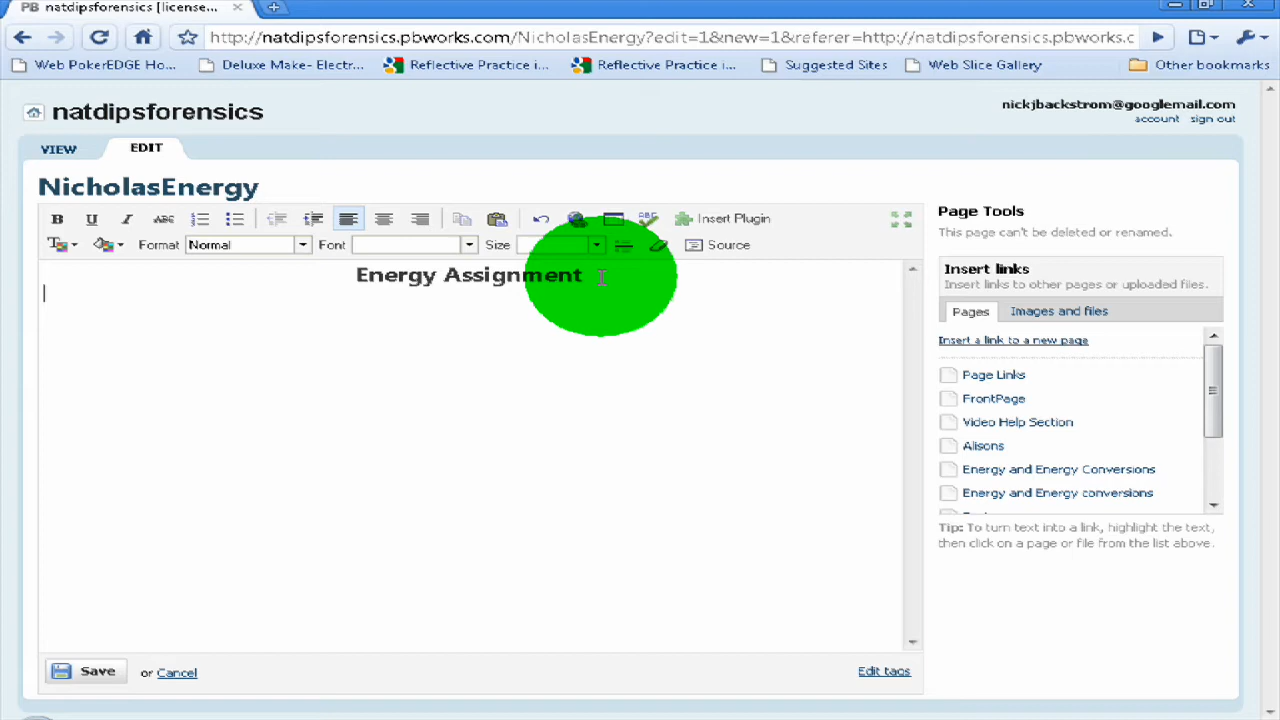 PB natdipsforensics [license...
http://natdipsforensics.pbworks.com/NicholasEnergy?edit=1&new=1&referer=http://natdipsforensics.pbworks.c
Web PokerEDGE Ho... Deluxe Make- Electr... Reflective Practice i... Reflective Practice i... Suggested Sites Web Slice Gallery Other bookmarks
natdipsforensics
nickjbackstrom@googlemail.com
account sign out
VIEW EDIT
NicholasEnergy
B U I ABC ABC Insert Plugin
Format Normal Font Size Source
Energy Assignment
Save or Cancel Edit tags
Page Tools
This page can't be deleted or renamed.
Insert links
Insert links to other pages or uploaded files.
Pages Images and files
Insert a link to a new page
Page Links
FrontPage
Video Help Section
Alisons
Energy and Energy Conversions
Energy and Energy conversions
Tip: To turn text into a link, highlight the text,
then click on a page or file from the list above.